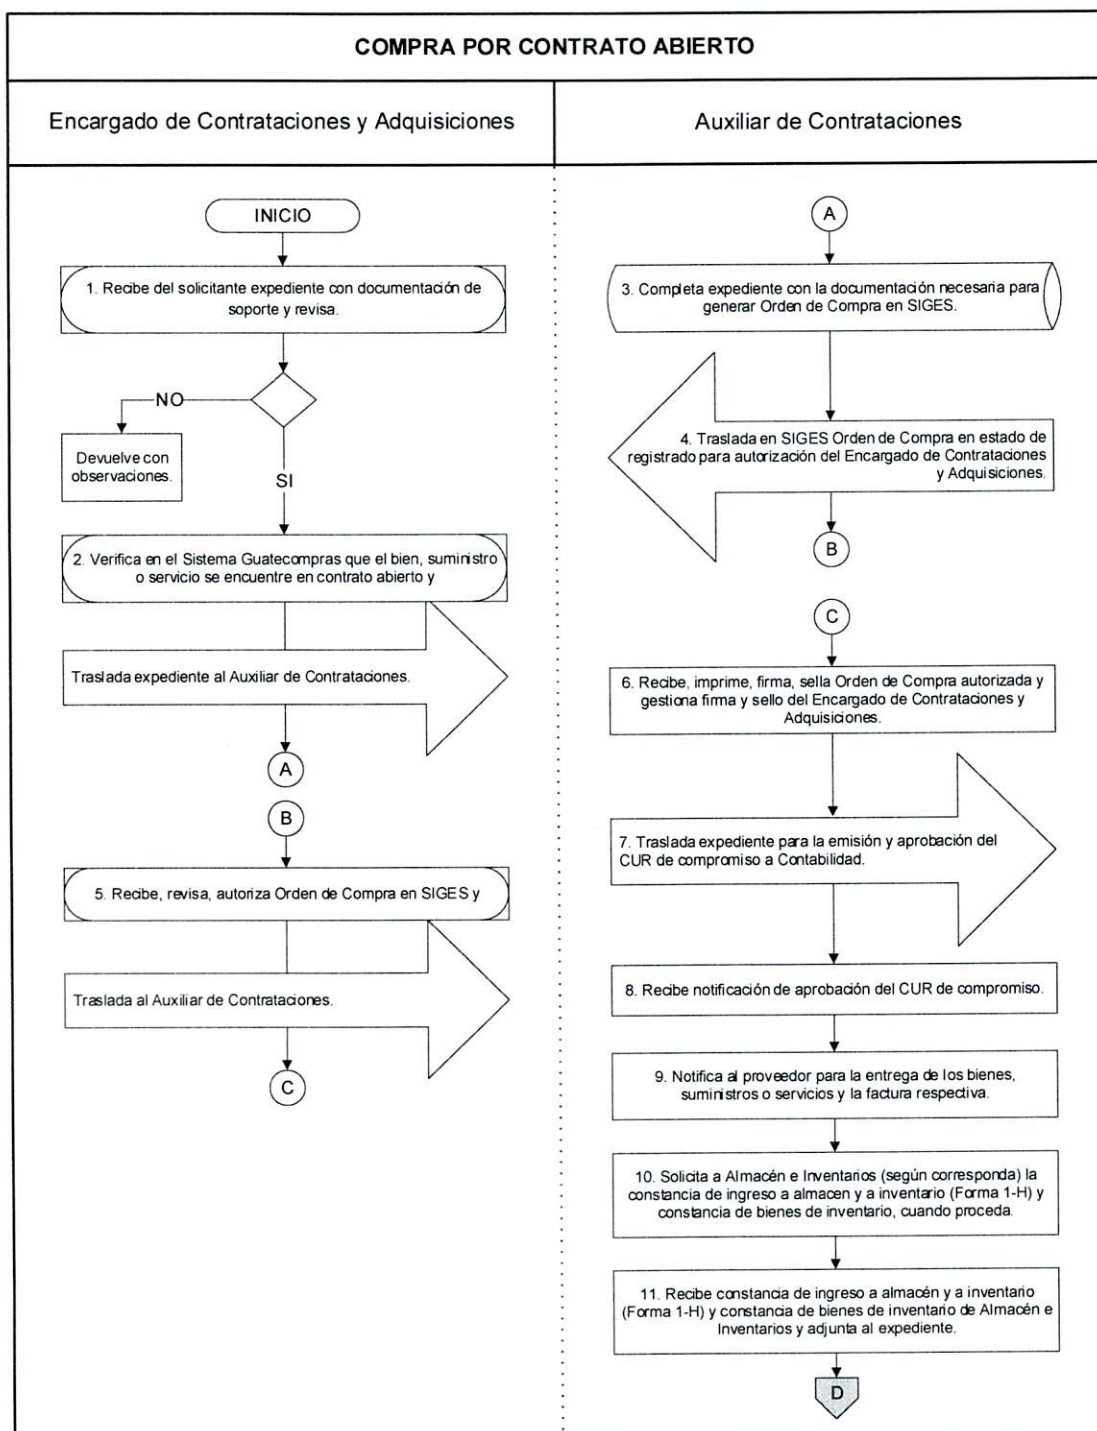 COMPRA POR CONTRATO ABIERTO
Encargado de Contrataciones y Adquisiciones
Auxiliar de Contrataciones
INICIO
1. Recibe del solicitante expediente con documentación de
soporte y revisa.
NO
Devuelve con
observaciones.
SI
2. Verifica en el Sistema Guatecompras que el bien, suministro
o servicio se encuentre en contrato abierto y
Traslada expediente al Auxiliar de Contrataciones.
A
B
5. Recibe, revisa, autoriza Orden de Compra en SIGES y
Traslada al Auxiliar de Contrataciones.
C
A
3. Completa expediente con la documentación necesaria para
generar Orden de Compra en SIGES.
4. Traslada en SIGES Orden de Compra en estado de
registrado para autorización del Encargado de Contrataciones
y Adquisiciones.
B
C
6. Recibe, imprime, firma, sella Orden de Compra autorizada y
gestiona firma y sello del Encargado de Contrataciones y
Adquisiciones.
7. Traslada expediente para la emisión y aprobación del
CUR de compromiso a Contabilidad.
8. Recibe notificación de aprobación del CUR de compromiso.
9. Notifica al proveedor para la entrega de los bienes,
suministros o servicios y la factura respectiva.
10. Solicita a Almacén e Inventarios (según corresponda) la
constancia de ingreso a almacen y a inventario (Forma 1-H) y
constancia de bienes de inventario, cuando proceda.
11. Recibe constancia de ingreso a almacén y a inventario
(Forma 1-H) y constancia de bienes de inventario de Almacén e
Inventarios y adjunta al expediente.
D